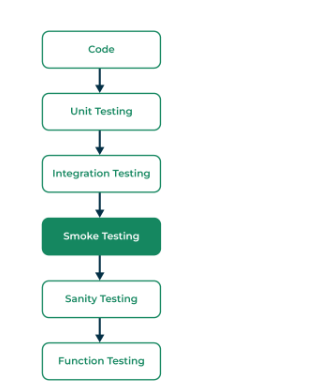 Code
Unit Testing
Integration Testing
Smoke Testing
Sanity Testing
Function Testing